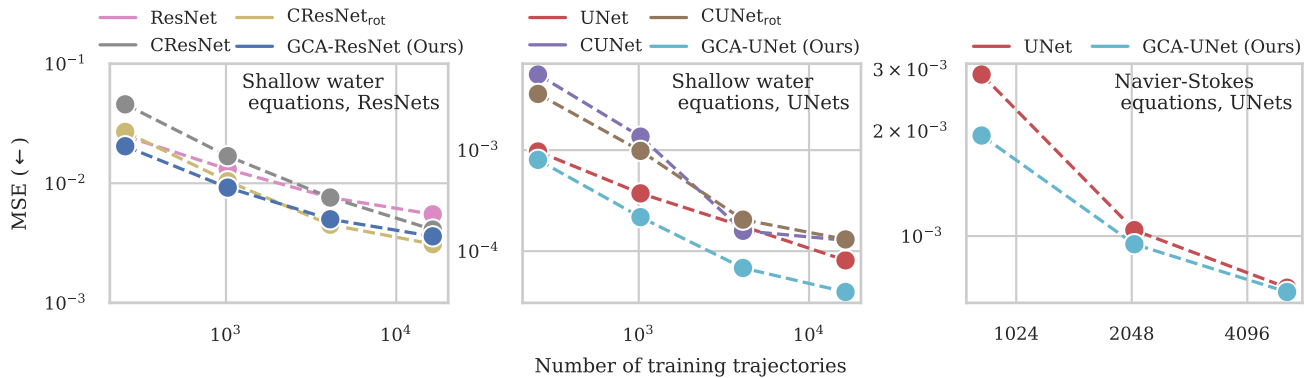 ResNet
CResNet_rot
CResNet
GCA-ResNet (Ours)
UNet
CUNet_rot
CUNet
GCA-UNet (Ours)
UNet
GCA-UNet (Ours)
MSE (←)
10^−1
10^−2
10^−3
Shallow water
equations, ResNets
10^3
10^4
10^−3
10^−4
Shallow water
equations, UNets
10^3
10^4
3 × 10^−3
2 × 10^−3
10^−3
Navier-Stokes
equations, UNets
1024
2048
4096
Number of training trajectories